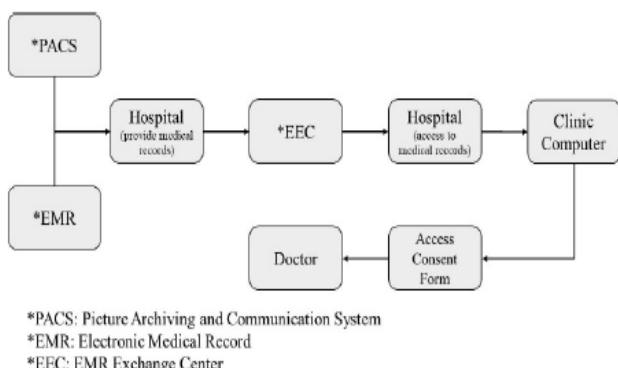 *PACS
Hospital
(provide medical
records)
*EEC
Hospital
(access to
medical records)
Clinic
Computer
*EMR
Doctor
Access
Consent
Form
*PACS: Picture Archiving and Communication System
*EMR: Electronic Medical Record
*EEC: EMR Exchange Center